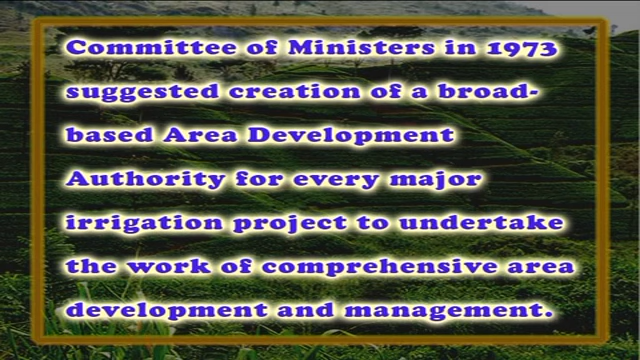 Committee of Ministers in 1973
suggested creation of a broad-
based Area Development
Authority for every major
irrigation project to undertake
the work of comprehensive area
development and management.